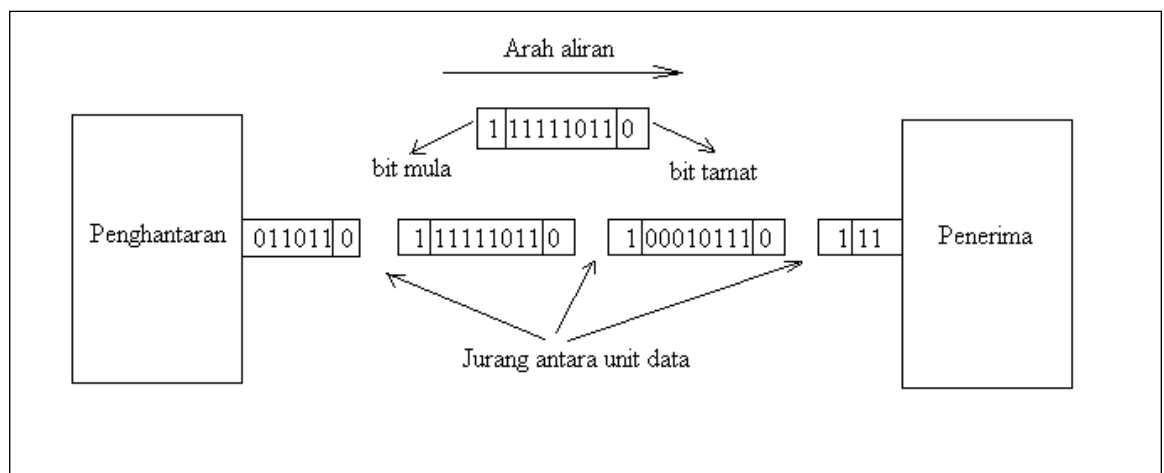 Arah aliran
1 11111011 0
bit mula
bit tamat
Penghantaran
011011 0
1 11111011 0
1 00010111 0
1 11
Penerima
Jurang antara unit data